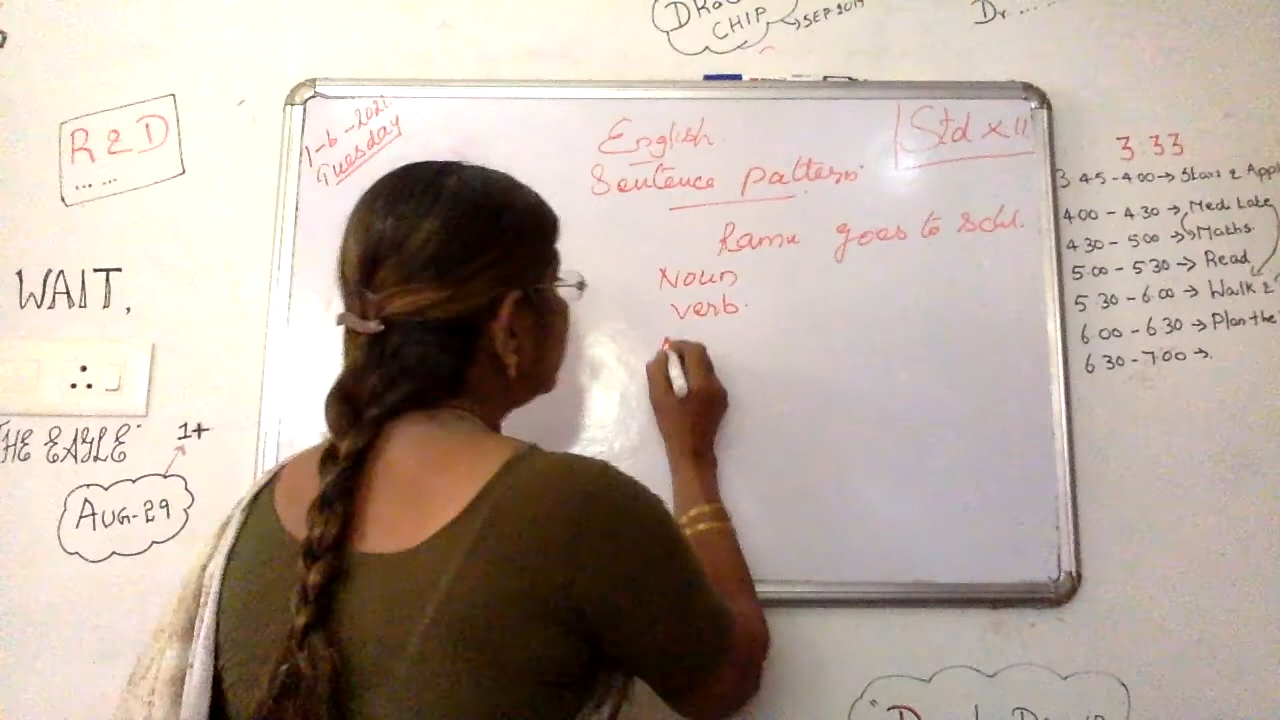 CHIP
SEP 2019
Dr.......
R & D
......
WAIT,
THE EAGLE"
1+
AUG-29
1-6-2021
Tuesday
English
Std XII
Sentence pattern
Ramu goes to schl.
Noun
verb.
3.33
3.45-4.00→ Stars & Appl
4.00-4.30→ Med Lake
4.30-5.00→ Maths
5.00-5.30→ Read
5.30-6.00→ Walk &
6.00-6.30→ Plan the
6.30-7.00→